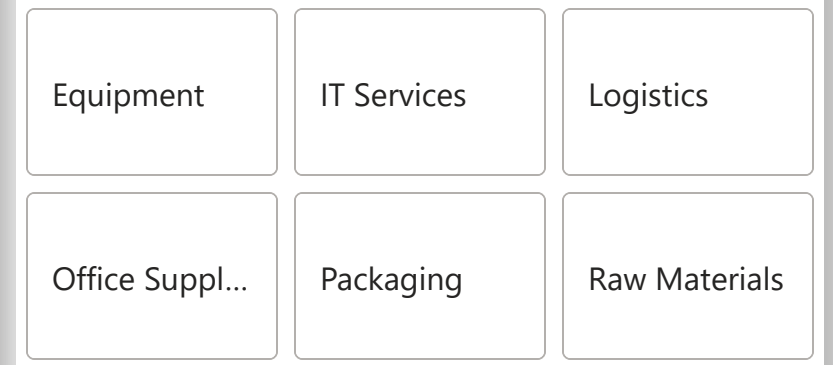 Equipment
IT Services
Logistics
Office Suppl...
Packaging
Raw Materials